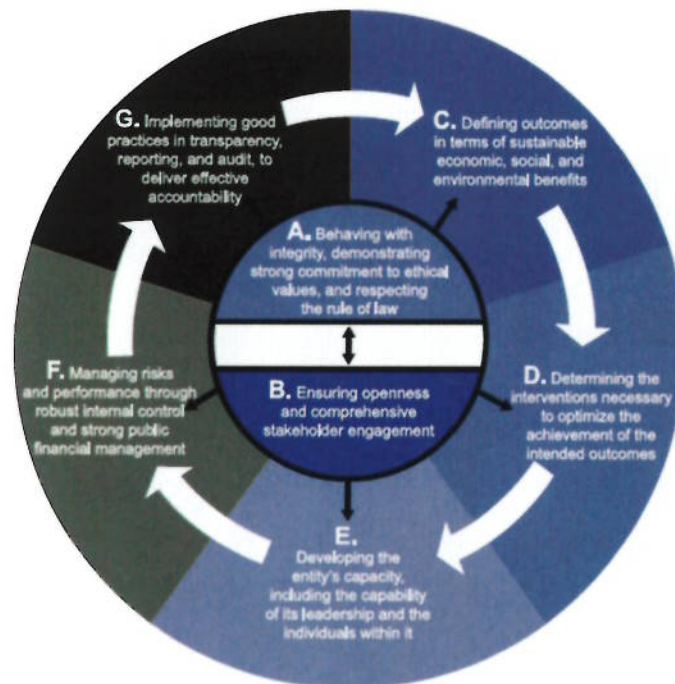 G. Implementing good
practices in transparency,
reporting, and audit, to
deliver effective
accountability
C. Defining outcomes
in terms of sustainable
economic, social, and
environmental benefits
A. Behaving with
integrity, demonstrating
strong commitment to ethical
values, and respecting
the rule of law
B. Ensuring openness
and comprehensive
stakeholder engagement
D. Determining the
interventions necessary
to optimize the
achievement of the
intended outcomes
E.
Developing the
entity's capacity,
including the capability
of its leadership and the
individuals within it
F. Managing risks
and performance through
robust internal control
and strong public
financial management